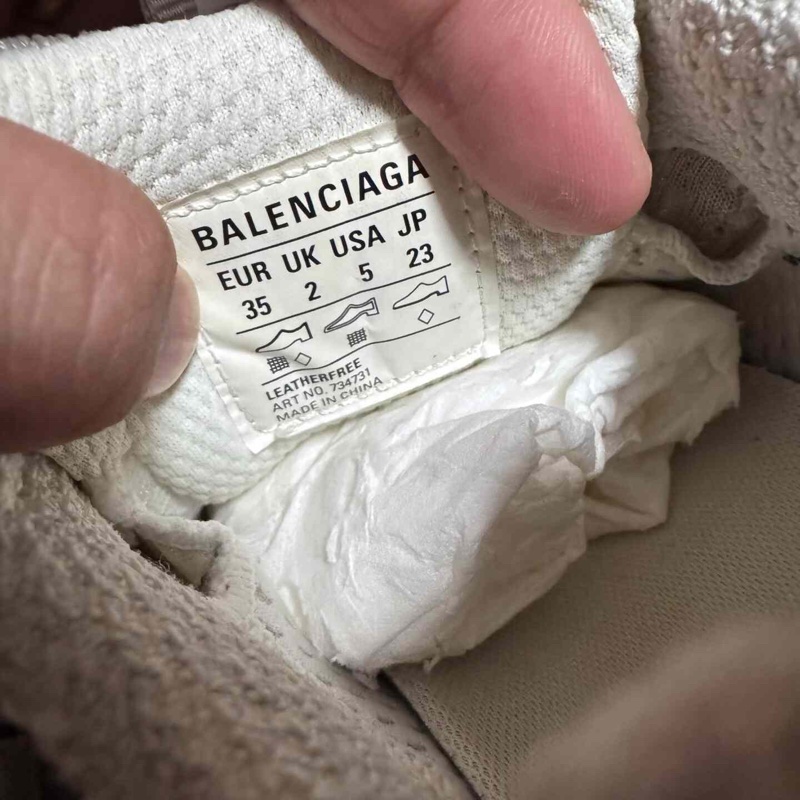 BALENCIAGA
EUR UK USA JP
35 2 5 23
LEATHERFREE
ART NO. 734731
MADE IN CHINA